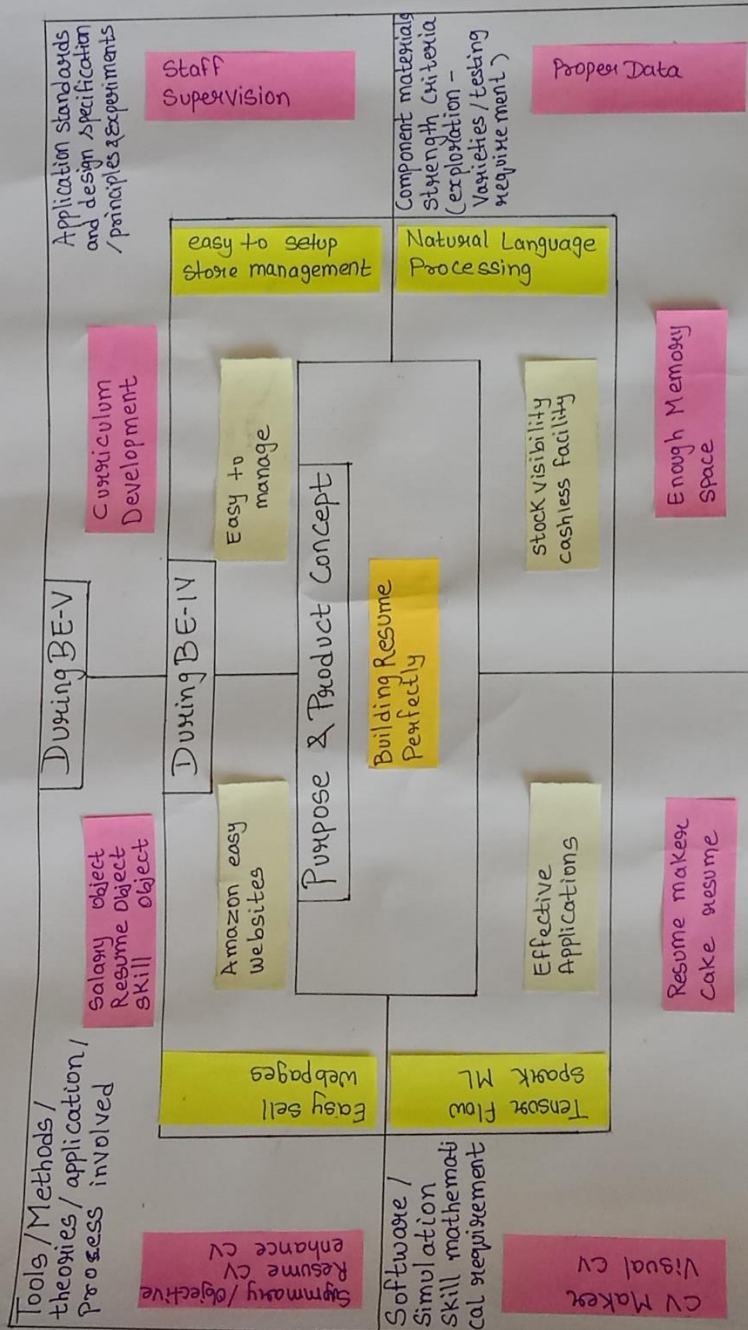 During BE-V
Tools/Methods/
theories/application/
Process involved
Salary object
Resume Object
Skill object
Curriculum
Development
Application standards
and design specification
/principles & experiments
Staff
Supervision
Summary/Objective
Resume CV
enhance CV
During BE-IV
Easy Sell
Webpages
Amazon easy
Websites
Easy to
manage
easy to setup
store management
Purpose & Product Concept
Building Resume
Perfectly
Software/
Simulation
Skill mathemati
cal requirement
Tensor Flow
Spark ML
Effective
Applications
Stock visibility
cashless facility
Natural Language
Processing
Component materials
Strength Criteria
(exploration -
Varieties/testing
requirement)
CV Maker
Visual CV
Resume maker
Cake resume
Enough Memory
Space
Proper Data